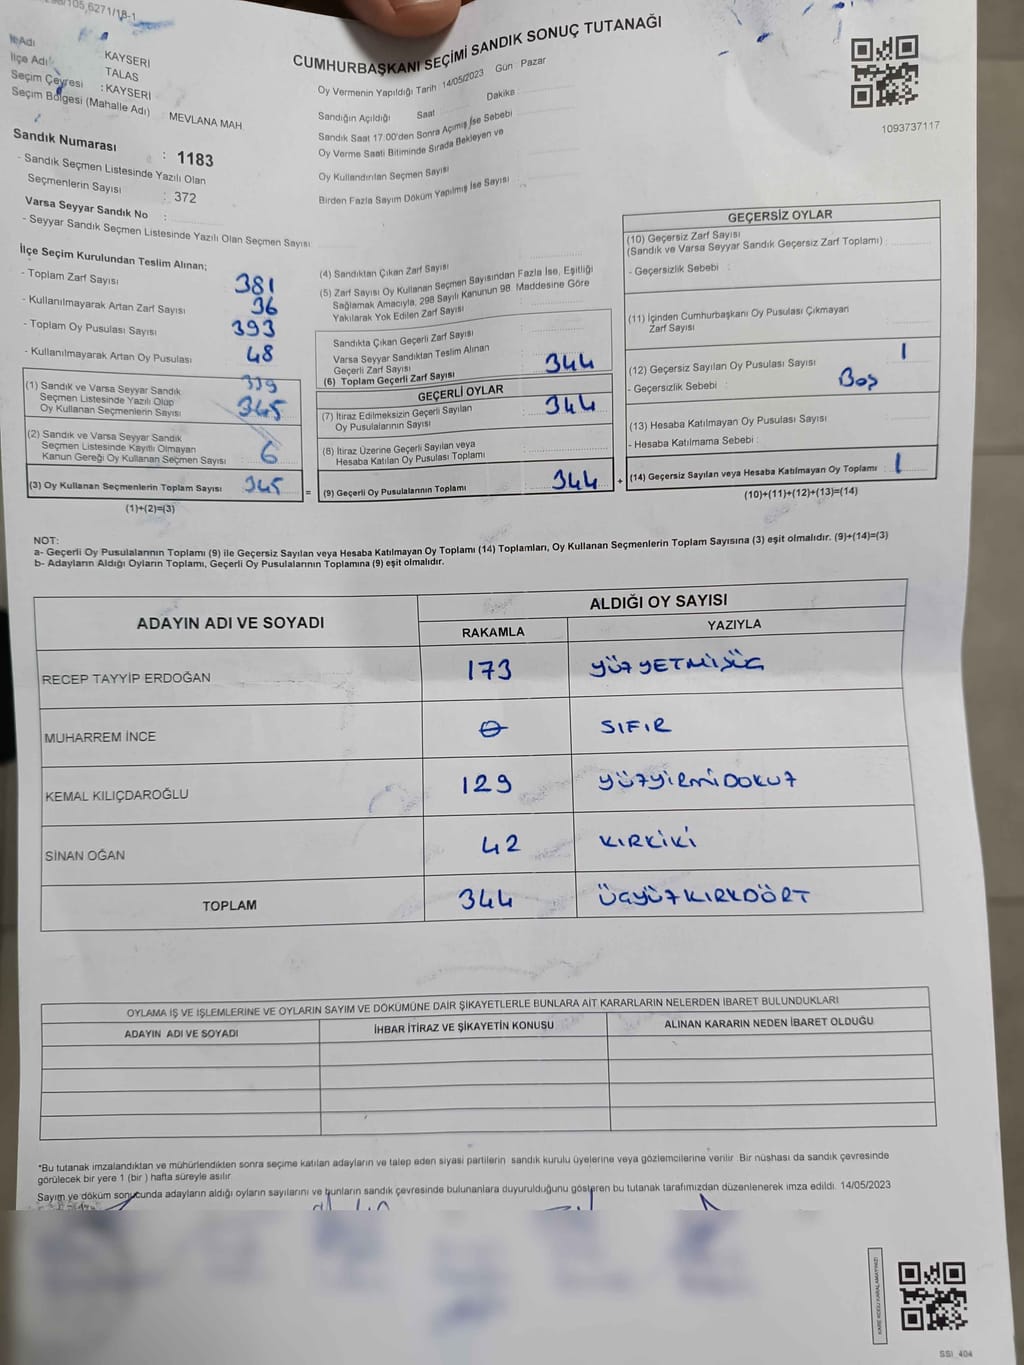 6271/18-1
İl Adı
KAYSERİ
İlçe Adı
TALAS
Seçim Çevresi : KAYSERİ
Seçim Bölgesi (Mahalle Adı) : MEVLANA MAH.
Sandık Numarası : 1183
- Sandık Seçmen Listesinde Yazılı Olan
Seçmenlerin Sayısı : 372
Varsa Seyyar Sandık No :
- Seyyar Sandık Seçmen Listesinde Yazılı Olan Seçmen Sayısı
CUMHURBAŞKANI SEÇİMİ SANDIK SONUÇ TUTANAĞI
Oy Vermenin Yapıldığı Tarih 14/05/2023 Gün Pazar
Sandığın Açıldığı Saat Dakika
Sandık Saat 17:00'den Sonra Açımış İse Sebebi
Oy Verme Saati Bitiminde Sırada Bekleyen ve
Oy Kullandırılan Seçmen Sayısı
Birden Fazla Sayım Döküm Yapılmış İse Sayısı
1093737117
İlçe Seçim Kurulundan Teslim Alınan;
- Toplam Zarf Sayısı 381
- Kullanılmayarak Artan Zarf Sayısı 36
- Toplam Oy Pusulası Sayısı 393
- Kullanılmayarak Artan Oy Pusulası 48
339
(1) Sandık ve Varsa Seyyar Sandık
Seçmen Listesinde Yazılı Olup
Oy Kullanan Seçmenlerin Sayısı 345
(2) Sandık ve Varsa Seyyar Sandık
Seçmen Listesinde Kayıtlı Olmayan
Kanun Gereği Oy Kullanan Seçmen Sayısı 6
(3) Oy Kullanan Seçmenlerin Toplam Sayısı 345 =
(1)+(2)=(3)
(4) Sandıktan Çıkan Zarf Sayısı
(5) Zarf Sayısı Oy Kullanan Seçmen Sayısından Fazla İse, Eşitliği
Sağlamak Amacıyla, 298 Sayılı Kanunun 98. Maddesine Göre
Yakılarak Yok Edilen Zarf Sayısı
Sandıkta Çıkan Geçerli Zarf Sayısı
Varsa Seyyar Sandıktan Teslim Alınan
Geçerli Zarf Sayısı
(6) Toplam Geçerli Zarf Sayısı 344
GEÇERLİ OYLAR
(7) İtiraz Edilmeksizin Geçerli Sayılan
Oy Pusulalarının Sayısı 344
(8) İtiraz Üzerine Geçerli Sayılan veya
Hesaba Katılan Oy Pusulası Toplamı
(9) Geçerli Oy Pusulalarının Toplamı 344 +
GEÇERSİZ OYLAR
(10) Geçersiz Zarf Sayısı
(Sandık ve Varsa Seyyar Sandık Geçersiz Zarf Toplamı)
- Geçersizlik Sebebi :
(11) İçinden Cumhurbaşkanı Oy Pusulası Çıkmayan
Zarf Sayısı
(12) Geçersiz Sayılan Oy Pusulası Sayısı 1
- Geçersizlik Sebebi : Boş
(13) Hesaba Katılmayan Oy Pusulası Sayısı
- Hesaba Katılmama Sebebi :
(14) Geçersiz Sayılan veya Hesaba Katılmayan Oy Toplamı 1
(10)+(11)+(12)+(13)=(14)
NOT:
a- Geçerli Oy Pusulalarının Toplamı (9) ile Geçersiz Sayılan veya Hesaba Katılmayan Oy Toplamı (14) Toplamları, Oy Kullanan Seçmenlerin Toplam Sayısına (3) eşit olmalıdır. (9)+(14)=(3)
b- Adayların Aldığı Oyların Toplamı, Geçerli Oy Pusulalarının Toplamına (9) eşit olmalıdır.
ADAYIN ADI VE SOYADI ALDIĞI OY SAYISI
RAKAMLA YAZIYLA
RECEP TAYYİP ERDOĞAN 173 YÜZYETMİŞÜÇ
MUHARREM İNCE 0 SIFIR
KEMAL KILIÇDAROĞLU 129 YÜZYİRMİDOKUZ
SİNAN OĞAN 42 KIRKİKİ
TOPLAM 344 ÜÇYÜZKIRKDÖRT
OYLAMA İŞ VE İŞLEMLERİNE VE OYLARIN SAYIM VE DÖKÜMÜNE DAİR ŞİKAYETLERLE BUNLARA AİT KARARLARIN NELERDEN İBARET BULUNDUKLARI
ADAYIN ADI VE SOYADI İHBAR İTİRAZ VE ŞİKAYETİN KONUSU ALINAN KARARIN NEDEN İBARET OLDUĞU
*Bu tutanak imzalandıktan ve mühürlendikten sonra seçime katılan adayların ve talep eden siyasi partilerin sandık kurulu üyelerine veya gözlemcilerine verilir. Bir nüshası da sandık çevresinde
görülecek bir yere 1 (bir) hafta süreyle asılır.
Sayım ve döküm sonucunda adayların aldığı oyların sayılarını ve bunların sandık çevresinde bulunanlara duyurulduğunu gösteren bu tutanak tarafımızdan düzenlenerek imza edildi. 14/05/2023
KARE KODU KARALAMAYINIZ!
SSI 404